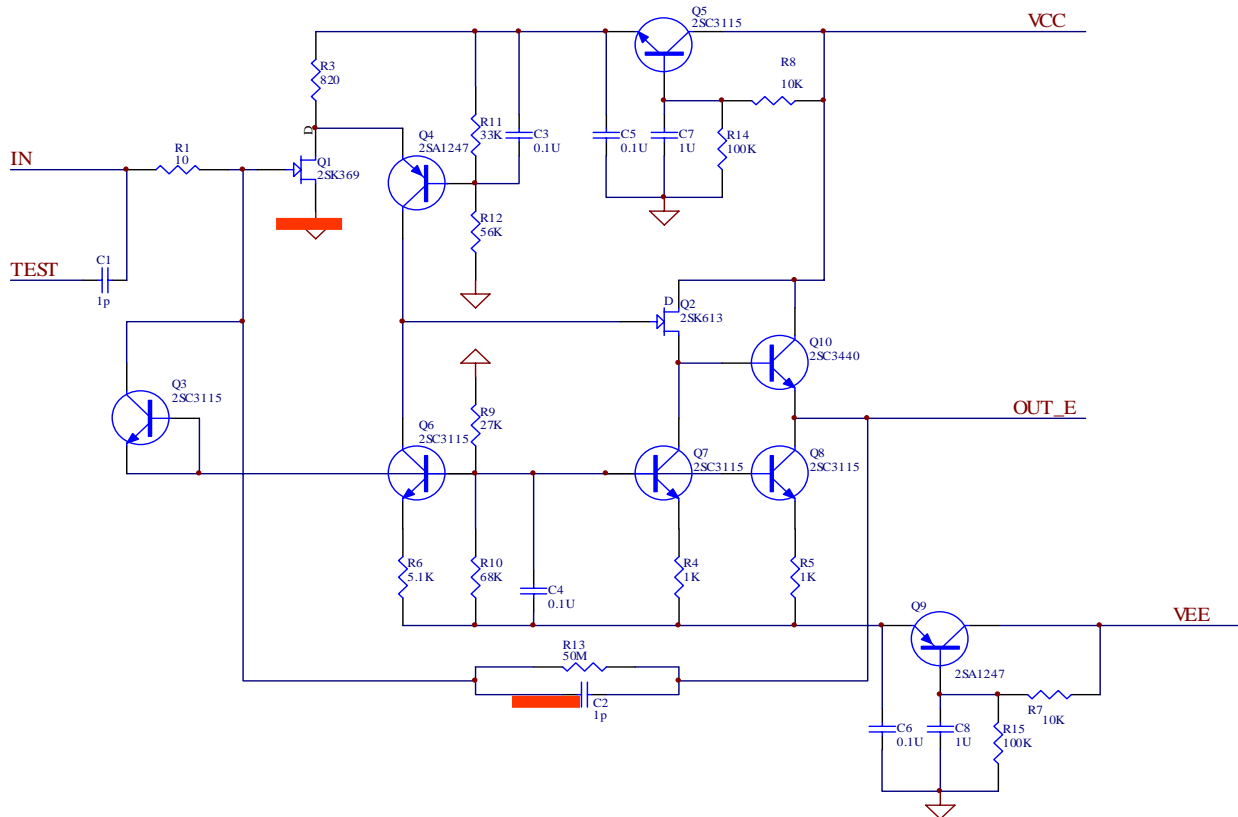 Q5
2SC3115
VCC
R3
820
R8
10K
D
Q4
2SA1247
R11
33K
C3
0.1U
C5
0.1U
C7
1U
R14
100K
IN
R1
10
Q1
2SK369
R12
56K
TEST
C1
1p
D
Q2
2SK613
Q10
2SC3440
Q3
2SC3115
R9
27K
OUT_E
Q6
2SC3115
Q7
2SC3115
Q8
2SC3115
R6
5.1K
R10
68K
C4
0.1U
R4
1K
R5
1K
Q9
2SA1247
VEE
R13
50M
C2
1p
R7
10K
C6
0.1U
C8
1U
R15
100K